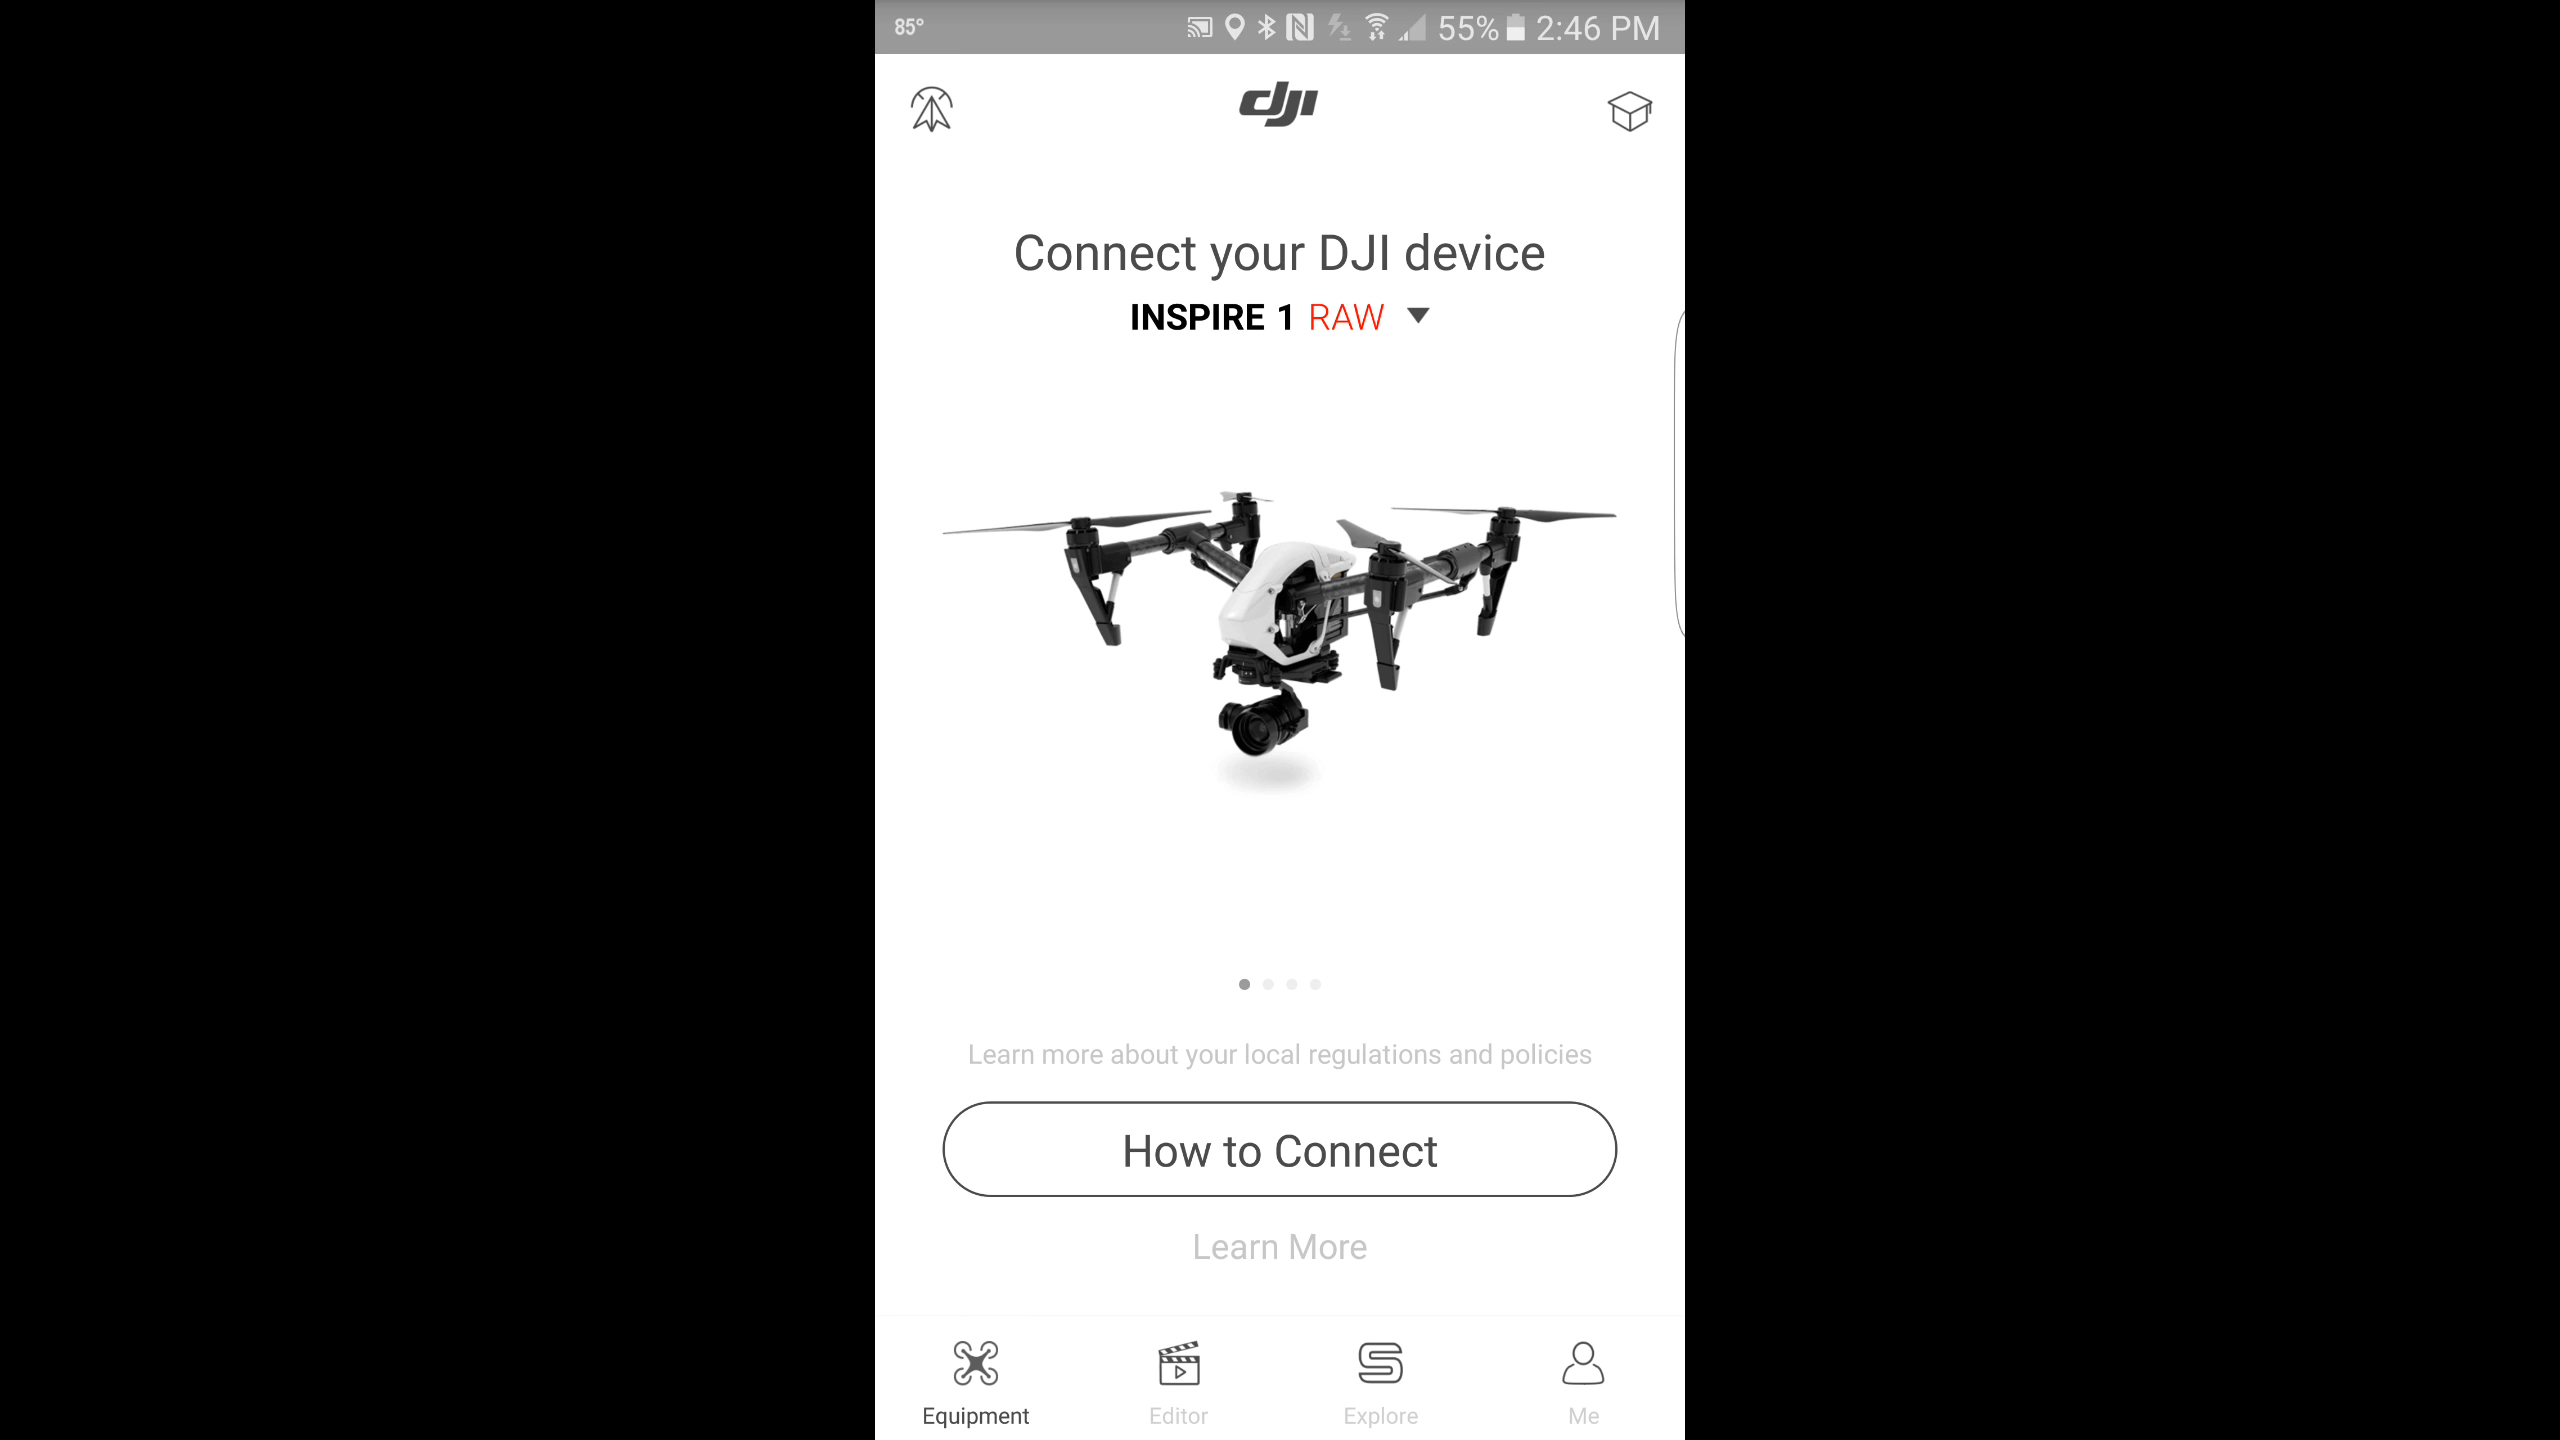 85° 55% 2:46 PM
dji
Connect your DJI device
INSPIRE 1 RAW
Learn more about your local regulations and policies
How to Connect
Learn More
Equipment Editor Explore Me